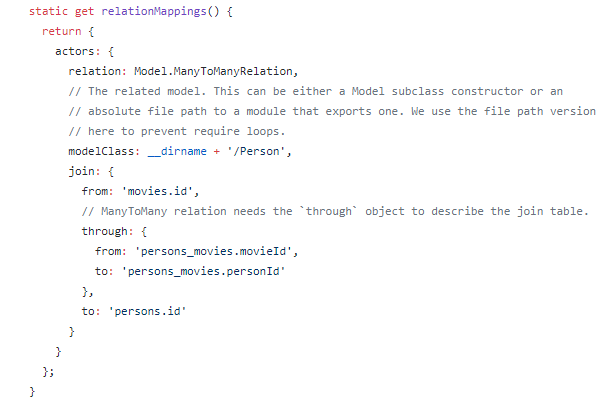 static get relationMappings() {
return {
actors: {
relation: Model.ManyToManyRelation,
// The related model. This can be either a Model subclass constructor or an
// absolute file path to a module that exports one. We use the file path version
// here to prevent require loops.
modelClass: __dirname + '/Person',
join: {
from: 'movies.id',
// ManyToMany relation needs the `through` object to describe the join table.
through: {
from: 'persons_movies.movieId',
to: 'persons_movies.personId'
},
to: 'persons.id'
}
}
};
}